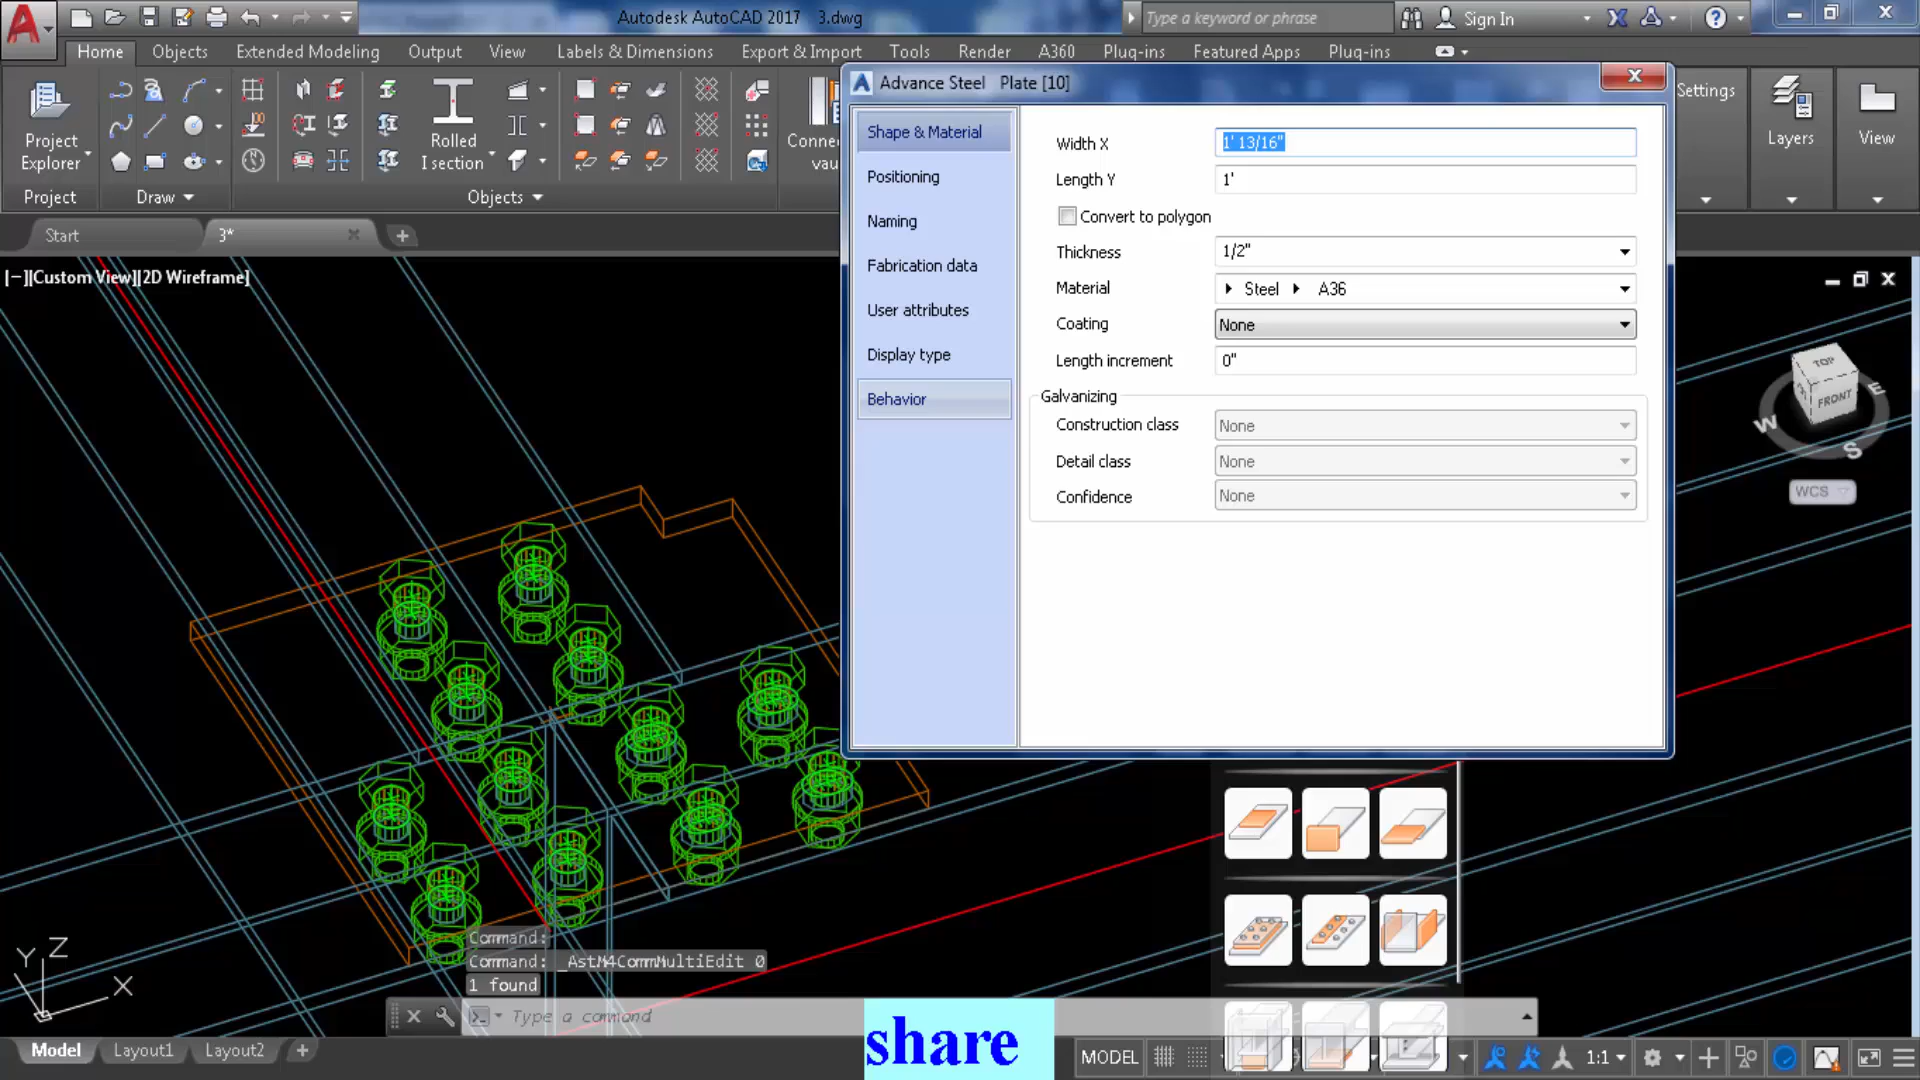 Autodesk AutoCAD 2017 3.dwg
Type a keyword or phrase
Sign In
Home Objects Extended Modeling Output View Labels & Dimensions Export & Import Tools Render A360 Plug-ins Featured Apps Plug-ins
Project
Explorer
Rolled
I section
Connec
vau
Settings
Layers
View
Project
Draw
Objects
Start
3*
[−][Custom View][2D Wireframe]
Advance Steel Plate [10]
Shape & Material
Positioning
Naming
Fabrication data
User attributes
Display type
Behavior
Width X 1' 13/16"
Length Y 1'
Convert to polygon
Thickness 1/2"
Material Steel A36
Coating None
Length increment 0"
Galvanizing
Construction class None
Detail class None
Confidence None
TOP
FRONT
W
S
E
WCS
Y Z
X
Command:
Command: _AstM4CommMultiEdit 0
1 found
Type a command
share
Model Layout1 Layout2
MODEL
1:1